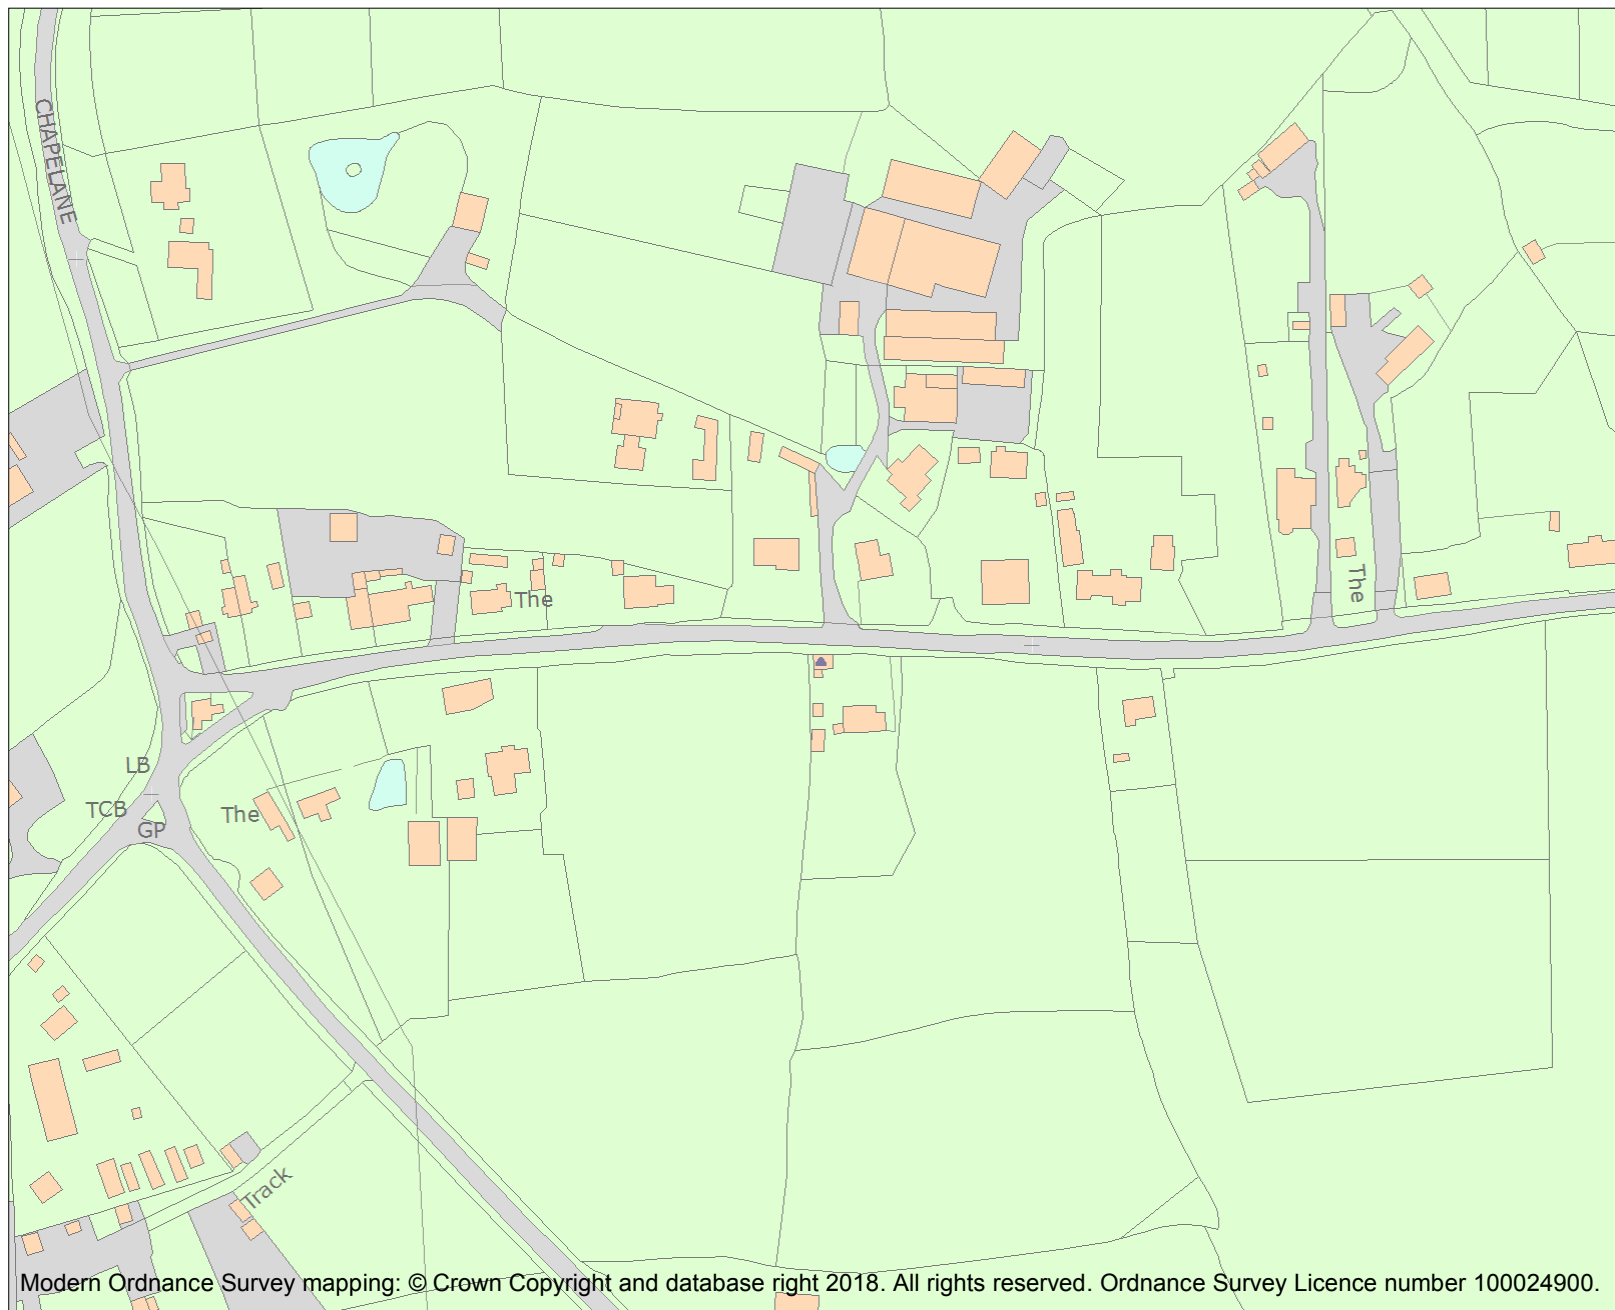 CHAPELANE
The
The
LB
TCB
The
GP
Track
Modern Ordnance Survey mapping: © Crown Copyright and database right 2018. All rights reserved. Ordnance Survey Licence number 100024900.